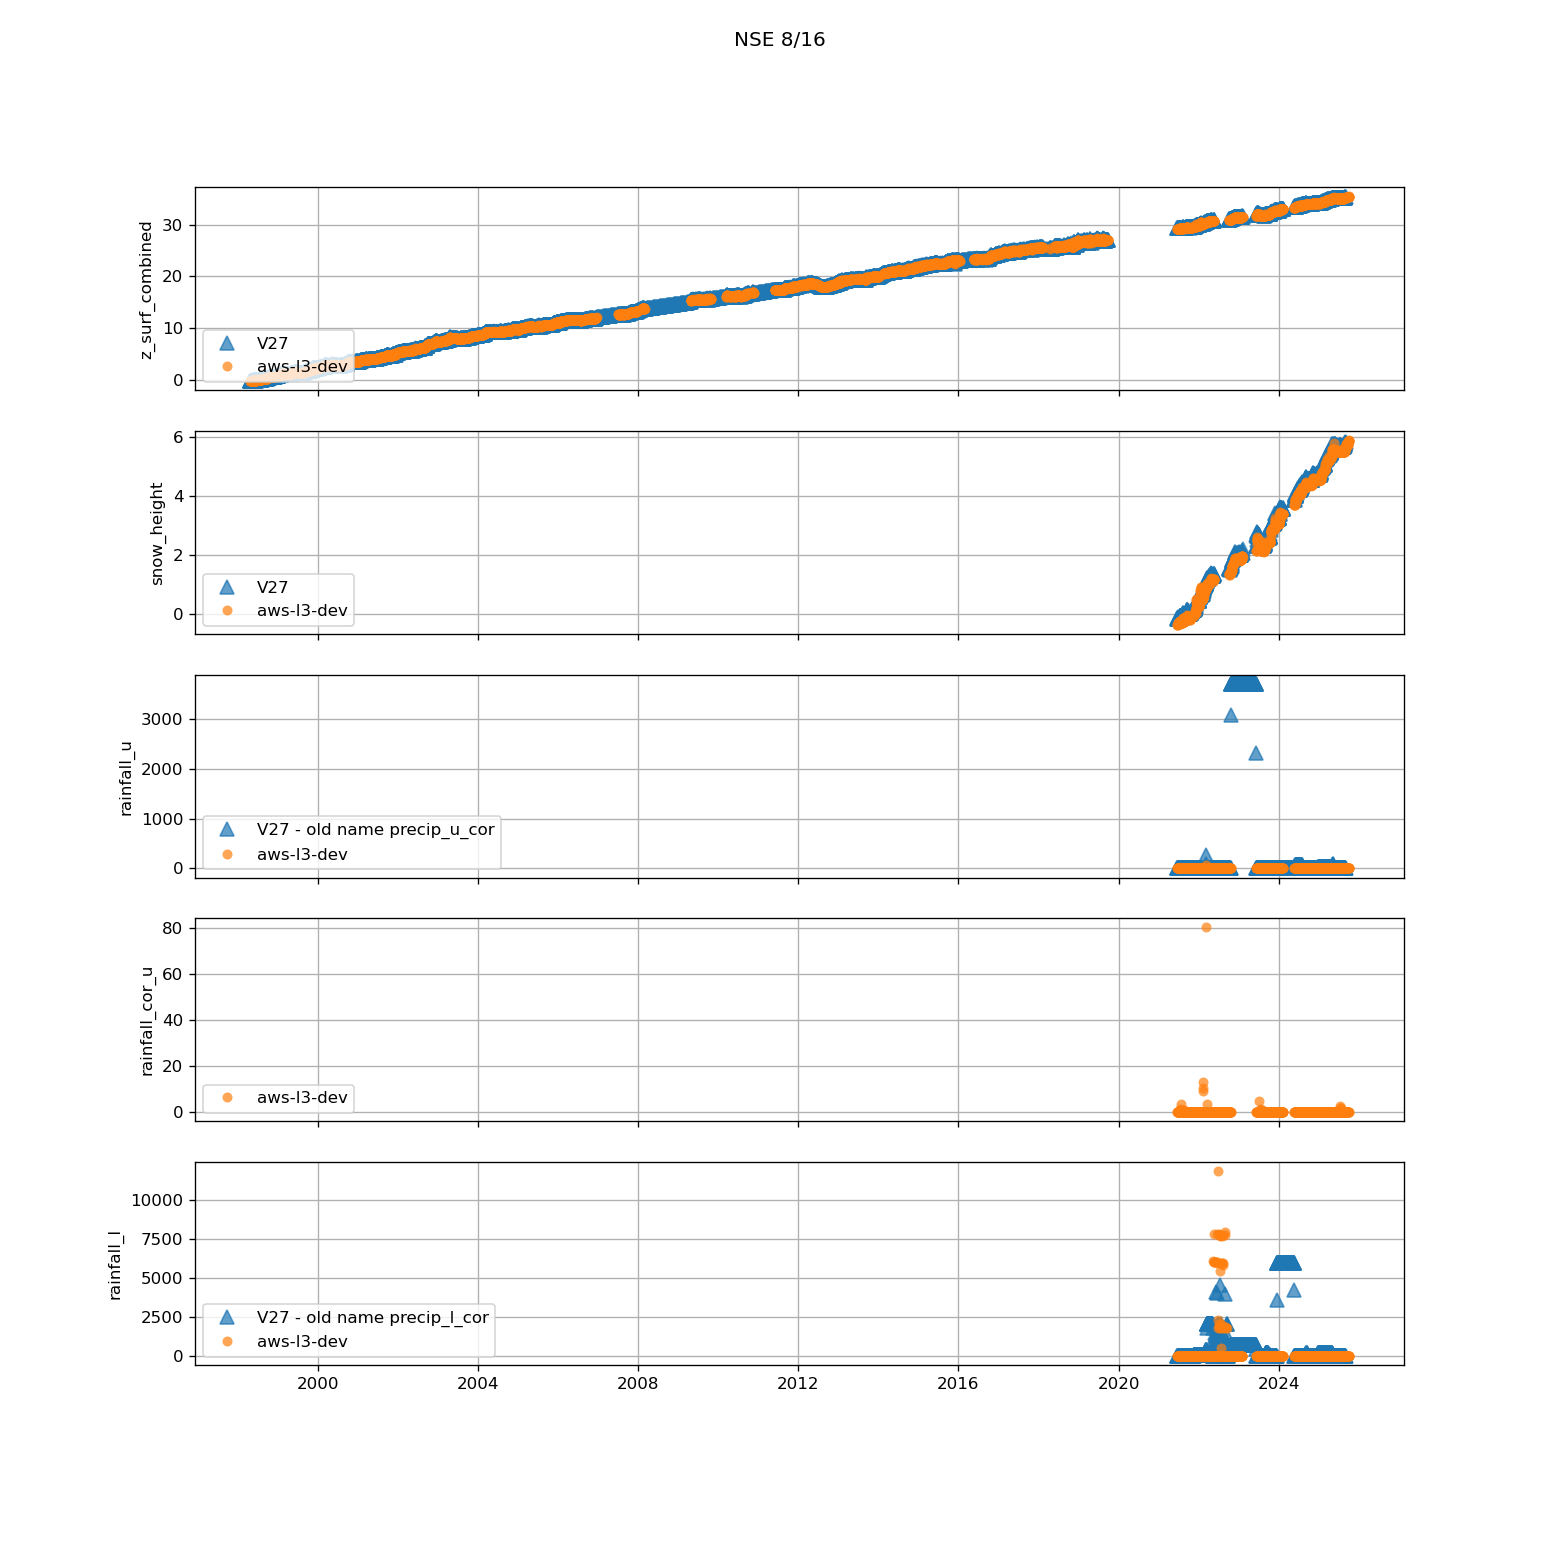 NSE 8/16
z_surf_combined
30
20
10
0
V27
aws-l3-dev
snow_height
6
4
2
0
V27
aws-l3-dev
rainfall_u
3000
2000
1000
0
V27 - old name precip_u_cor
aws-l3-dev
rainfall_cor_u
80
60
40
20
0
aws-l3-dev
rainfall_l
10000
7500
5000
2500
0
V27 - old name precip_l_cor
aws-l3-dev
2000 2004 2008 2012 2016 2020 2024